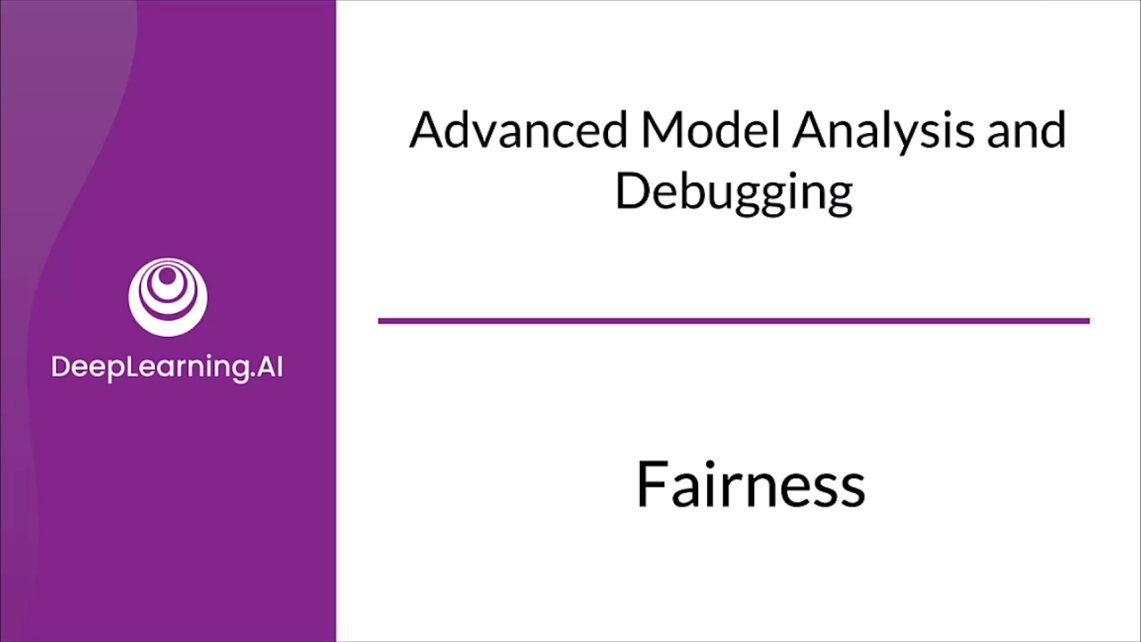 Advanced Model Analysis and
Debugging
DeepLearning.AI
Fairness